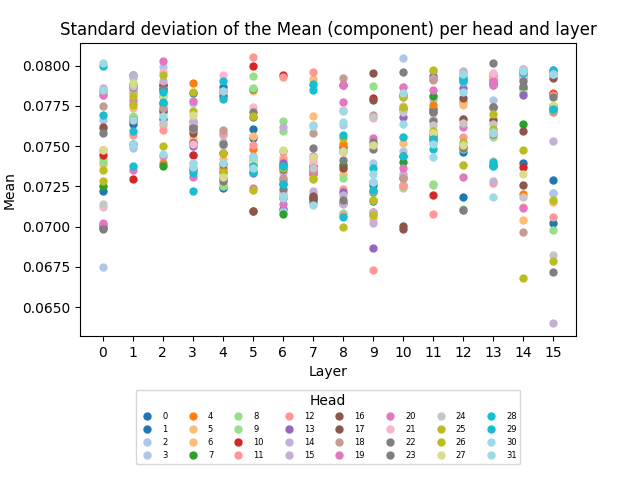 Standard deviation of the Mean (component) per head and layer
0.0800
0.0775
0.0750
0.0725
0.0700
0.0675
0.0650
Mean
0 1 2 3 4 5 6 7 8 9 10 11 12 13 14 15
Layer
Head
0 4 8 12 16 20 24 28
1 5 9 13 17 21 25 29
2 6 10 14 18 22 26 30
3 7 11 15 19 23 27 31